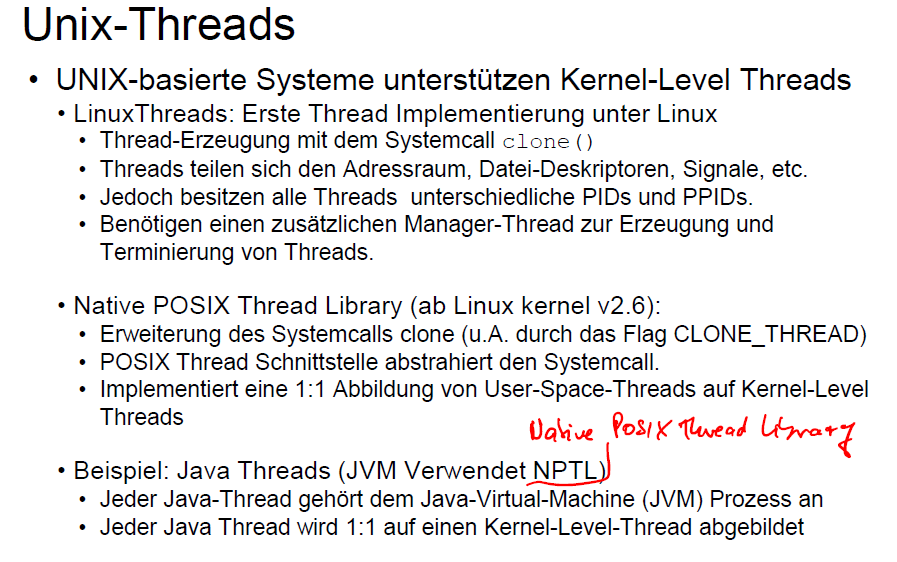 Unix-Threads
• UNIX-basierte Systeme unterstützen Kernel-Level Threads
• LinuxThreads: Erste Thread Implementierung unter Linux
• Thread-Erzeugung mit dem Systemcall clone()
• Threads teilen sich den Adressraum, Datei-Deskriptoren, Signale, etc.
• Jedoch besitzen alle Threads unterschiedliche PIDs und PPIDs.
• Benötigen einen zusätzlichen Manager-Thread zur Erzeugung und
Terminierung von Threads.
• Native POSIX Thread Library (ab Linux kernel v2.6):
• Erweiterung des Systemcalls clone (u.A. durch das Flag CLONE_THREAD)
• POSIX Thread Schnittstelle abstrahiert den Systemcall.
• Implementiert eine 1:1 Abbildung von User-Space-Threads auf Kernel-Level
Threads
Native POSIX Thread Library
• Beispiel: Java Threads (JVM Verwendet NPTL)
• Jeder Java-Thread gehört dem Java-Virtual-Machine (JVM) Prozess an
• Jeder Java Thread wird 1:1 auf einen Kernel-Level-Thread abgebildet